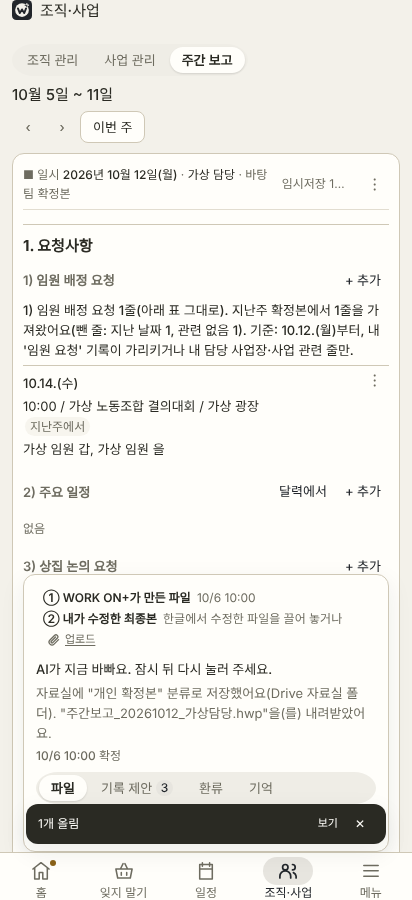 조직·사업
조직 관리 사업 관리 주간 보고
10월 5일 ~ 11일
‹ › 이번 주
■ 일시 2026년 10월 12일(월) · 가상 담당 · 바탕
팀 확정본
임시저장 1…
1. 요청사항
1) 임원 배정 요청 + 추가
1) 임원 배정 요청 1줄(아래 표 그대로). 지난주 확정본에서 1줄을 가
져왔어요(뺀 줄: 지난 날짜 1, 관련 없음 1). 기준: 10.12.(월)부터, 내
'임원 요청' 기록이 가리키거나 내 담당 사업장·사업 관련 줄만.
10.14.(수)
10:00 / 가상 노동조합 결의대회 / 가상 광장
지난주에서
가상 임원 갑, 가상 임원 을
2) 주요 일정 달력에서 + 추가
없음
3) 상집 논의 요청 + 추가
① WORK ON+가 만든 파일 10/6 10:00
② 내가 수정한 최종본 한글에서 수정한 파일을 끌어 놓거나
업로드
AI가 지금 바빠요. 잠시 뒤 다시 눌러 주세요.
자료실에 "개인 확정본" 분류로 저장했어요(Drive 자료실 폴
더). "주간보고_20261012_가상담당.hwp"을(를) 내려받았어
요.
10/6 10:00 확정
파일 기록 제안 3 환류 기억
1개 올림 보기 ✕
홈 잊지 말기 일정 조직·사업 메뉴